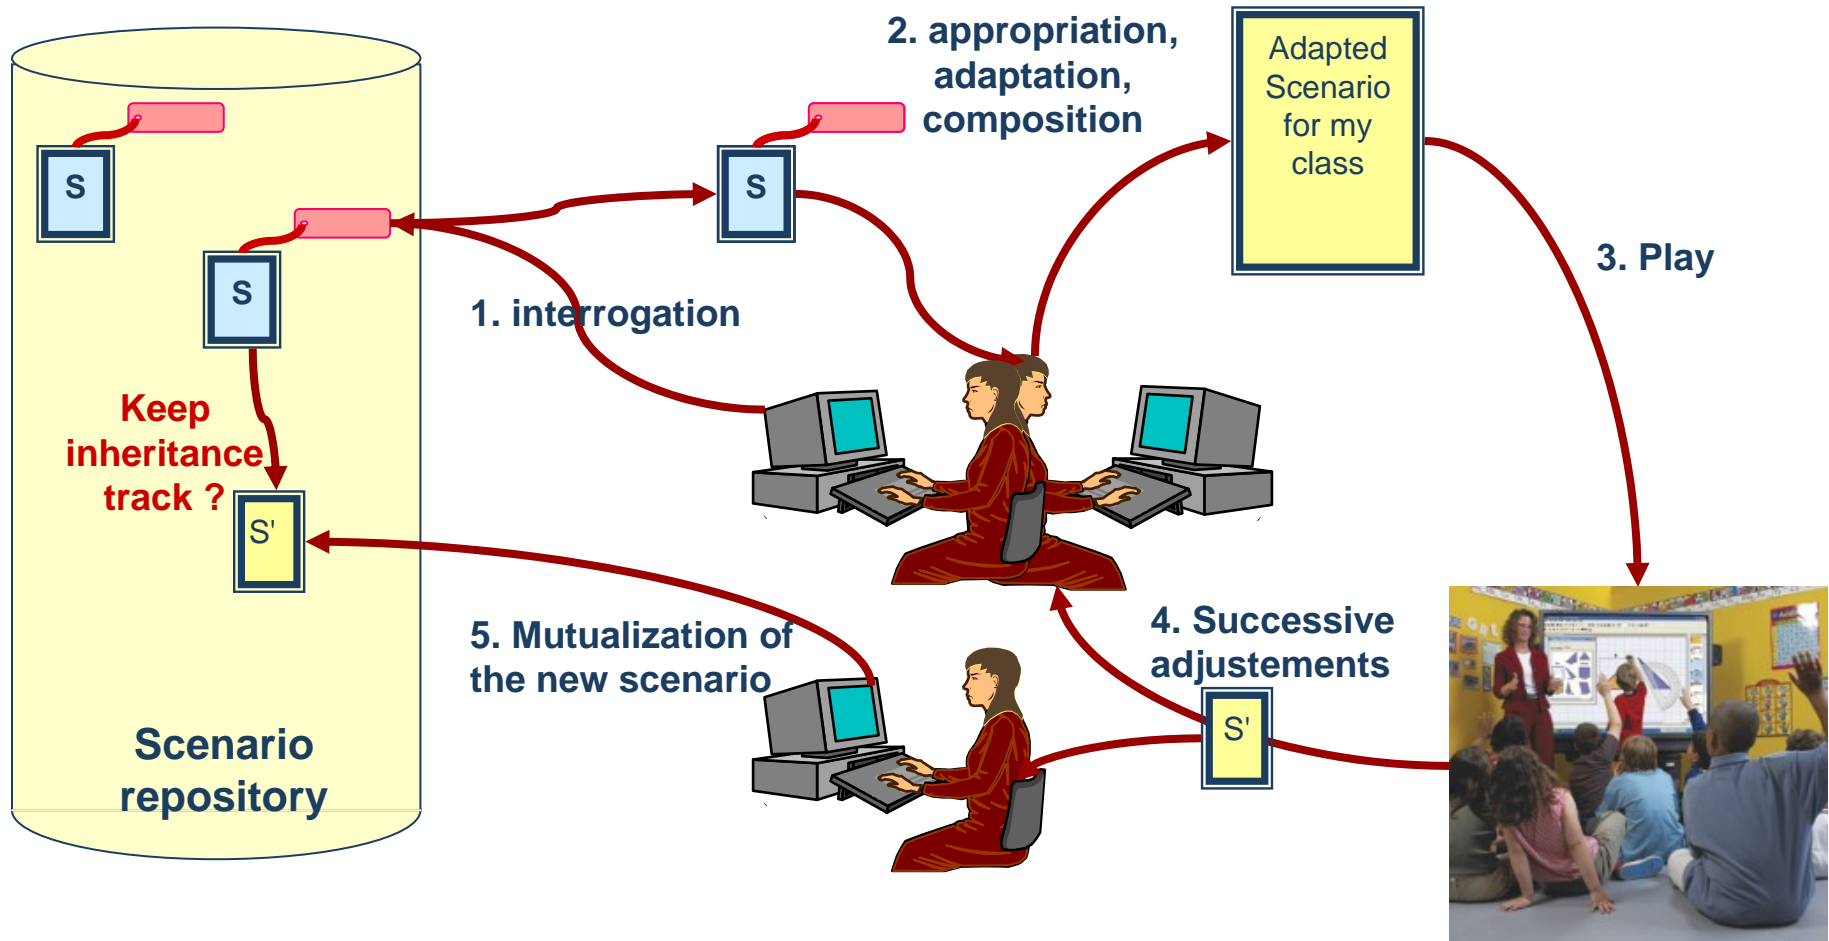 2. appropriation,
adaptation,
composition
Adapted
Scenario
for my
class
S
S
S
3. Play
1. interrogation
Keep
inheritance
track ?
S'
4. Successive
adjustements
5. Mutualization of
the new scenario
S'
Scenario
repository